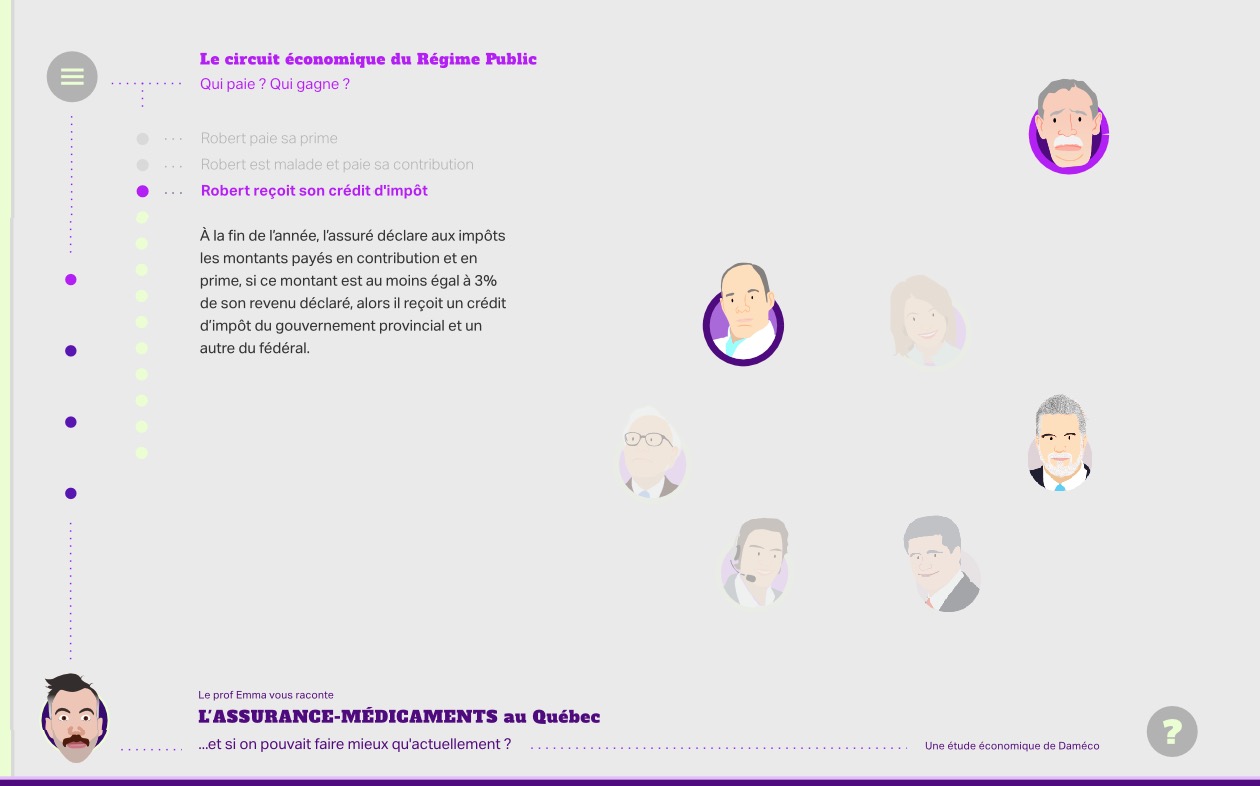 Le circuit économique du Régime Public
Qui paie ? Qui gagne ?
Robert paie sa prime
Robert est malade et paie sa contribution
Robert reçoit son crédit d'impôt
À la fin de l’année, l’assuré déclare aux impôts
les montants payés en contribution et en
prime, si ce montant est au moins égal à 3%
de son revenu déclaré, alors il reçoit un crédit
d’impôt du gouvernement provincial et un
autre du fédéral.
Le prof Emma vous raconte
L'ASSURANCE-MÉDICAMENTS au Québec
...et si on pouvait faire mieux qu'actuellement ?
Une étude économique de Daméco
?